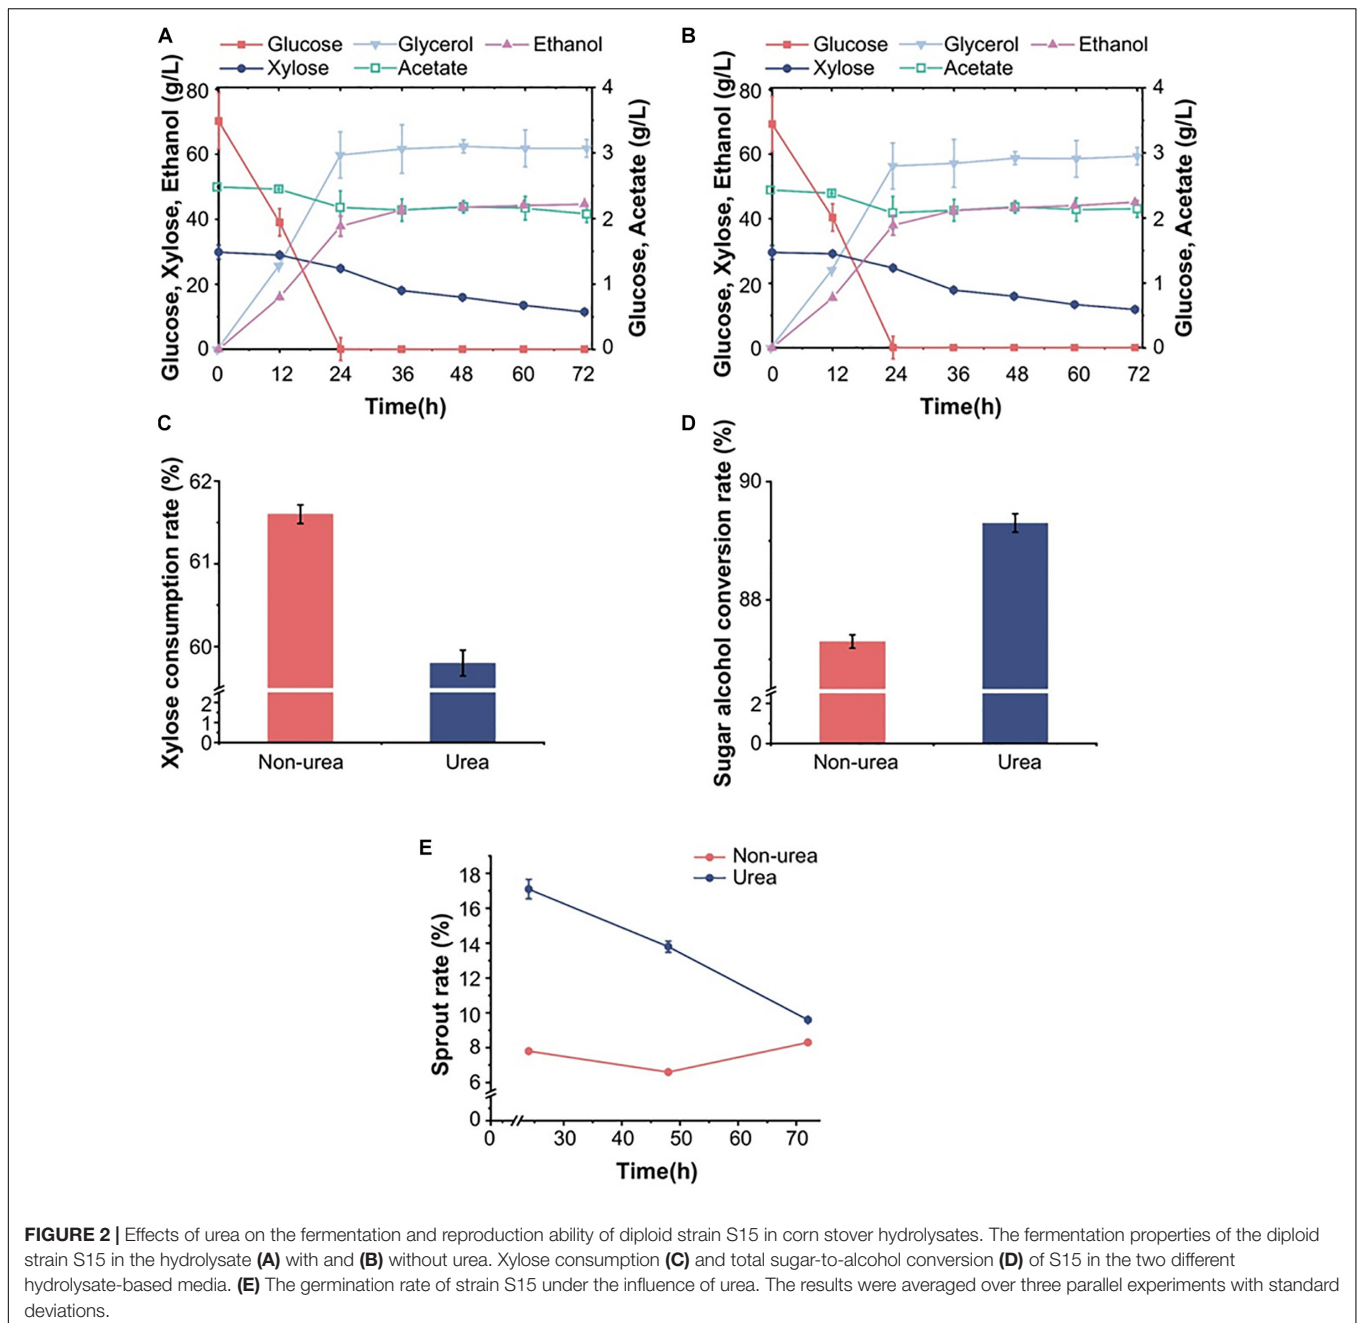 A
Glucose Glycerol Ethanol
Xylose Acetate
Glucose, Xylose, Ethanol (g/L)
80
60
40
20
0
4
3
2
1
0
Glucose, Acetate (g/L)
0 12 24 36 48 60 72
Time(h)
B
Glucose Glycerol Ethanol
Xylose Acetate
Glucose, Xylose, Ethanol (g/L)
80
60
40
20
0
4
3
2
1
0
Glucose, Acetate (g/L)
0 12 24 36 48 60 72
Time(h)
C
Xylose consumption rate (%)
62
61
60
2
1
0
Non-urea Urea
D
Sugar alcohol conversion rate (%)
90
88
2
0
Non-urea Urea
E
Non-urea
Urea
Sprout rate (%)
18
16
14
12
10
8
6
0
0 30 40 50 60 70
Time(h)
FIGURE 2 | Effects of urea on the fermentation and reproduction ability of diploid strain S15 in corn stover hydrolysates. The fermentation properties of the diploid
strain S15 in the hydrolysate (A) with and (B) without urea. Xylose consumption (C) and total sugar-to-alcohol conversion (D) of S15 in the two different
hydrolysate-based media. (E) The germination rate of strain S15 under the influence of urea. The results were averaged over three parallel experiments with standard
deviations.